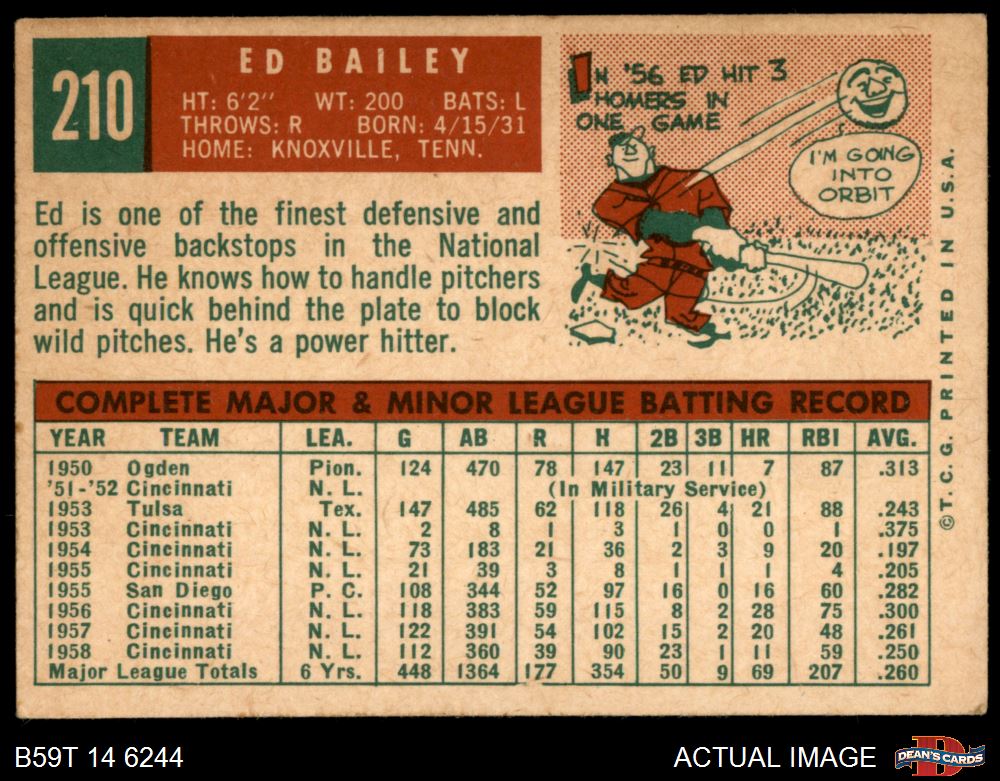 210
ED BAILEY
HT: 6'2" WT: 200 BATS: L
THROWS: R BORN: 4/15/31
HOME: KNOXVILLE, TENN.
IN '56 ED HIT 3
HOMERS IN
ONE GAME
I'M GOING
INTO
ORBIT
Ed is one of the finest defensive and
offensive backstops in the National
League. He knows how to handle pitchers
and is quick behind the plate to block
wild pitches. He's a power hitter.
©T.C.G. PRINTED IN U.S.A.
COMPLETE MAJOR & MINOR LEAGUE BATTING RECORD
YEAR TEAM LEA. G AB R H 2B 3B HR RBI AVG.
1950 Ogden Pion. 124 470 78 147 23 11 7 87 .313
'51-'52 Cincinnati N. L. (In Military Service)
1953 Tulsa Tex. 147 485 62 118 26 4 21 88 .243
1953 Cincinnati N. L. 2 8 1 3 1 0 0 1 .375
1954 Cincinnati N. L. 73 183 21 36 2 3 9 20 .197
1955 Cincinnati N. L. 21 39 3 8 1 1 1 4 .205
1955 San Diego P. C. 108 344 52 97 16 0 16 60 .282
1956 Cincinnati N. L. 118 383 59 115 8 2 28 75 .300
1957 Cincinnati N. L. 122 391 54 102 15 2 20 48 .261
1958 Cincinnati N. L. 112 360 39 90 23 1 11 59 .250
Major League Totals 6 Yrs. 448 1364 177 354 50 9 69 207 .260
B59T 14 6244
ACTUAL IMAGE
D
DEAN'S CARDS